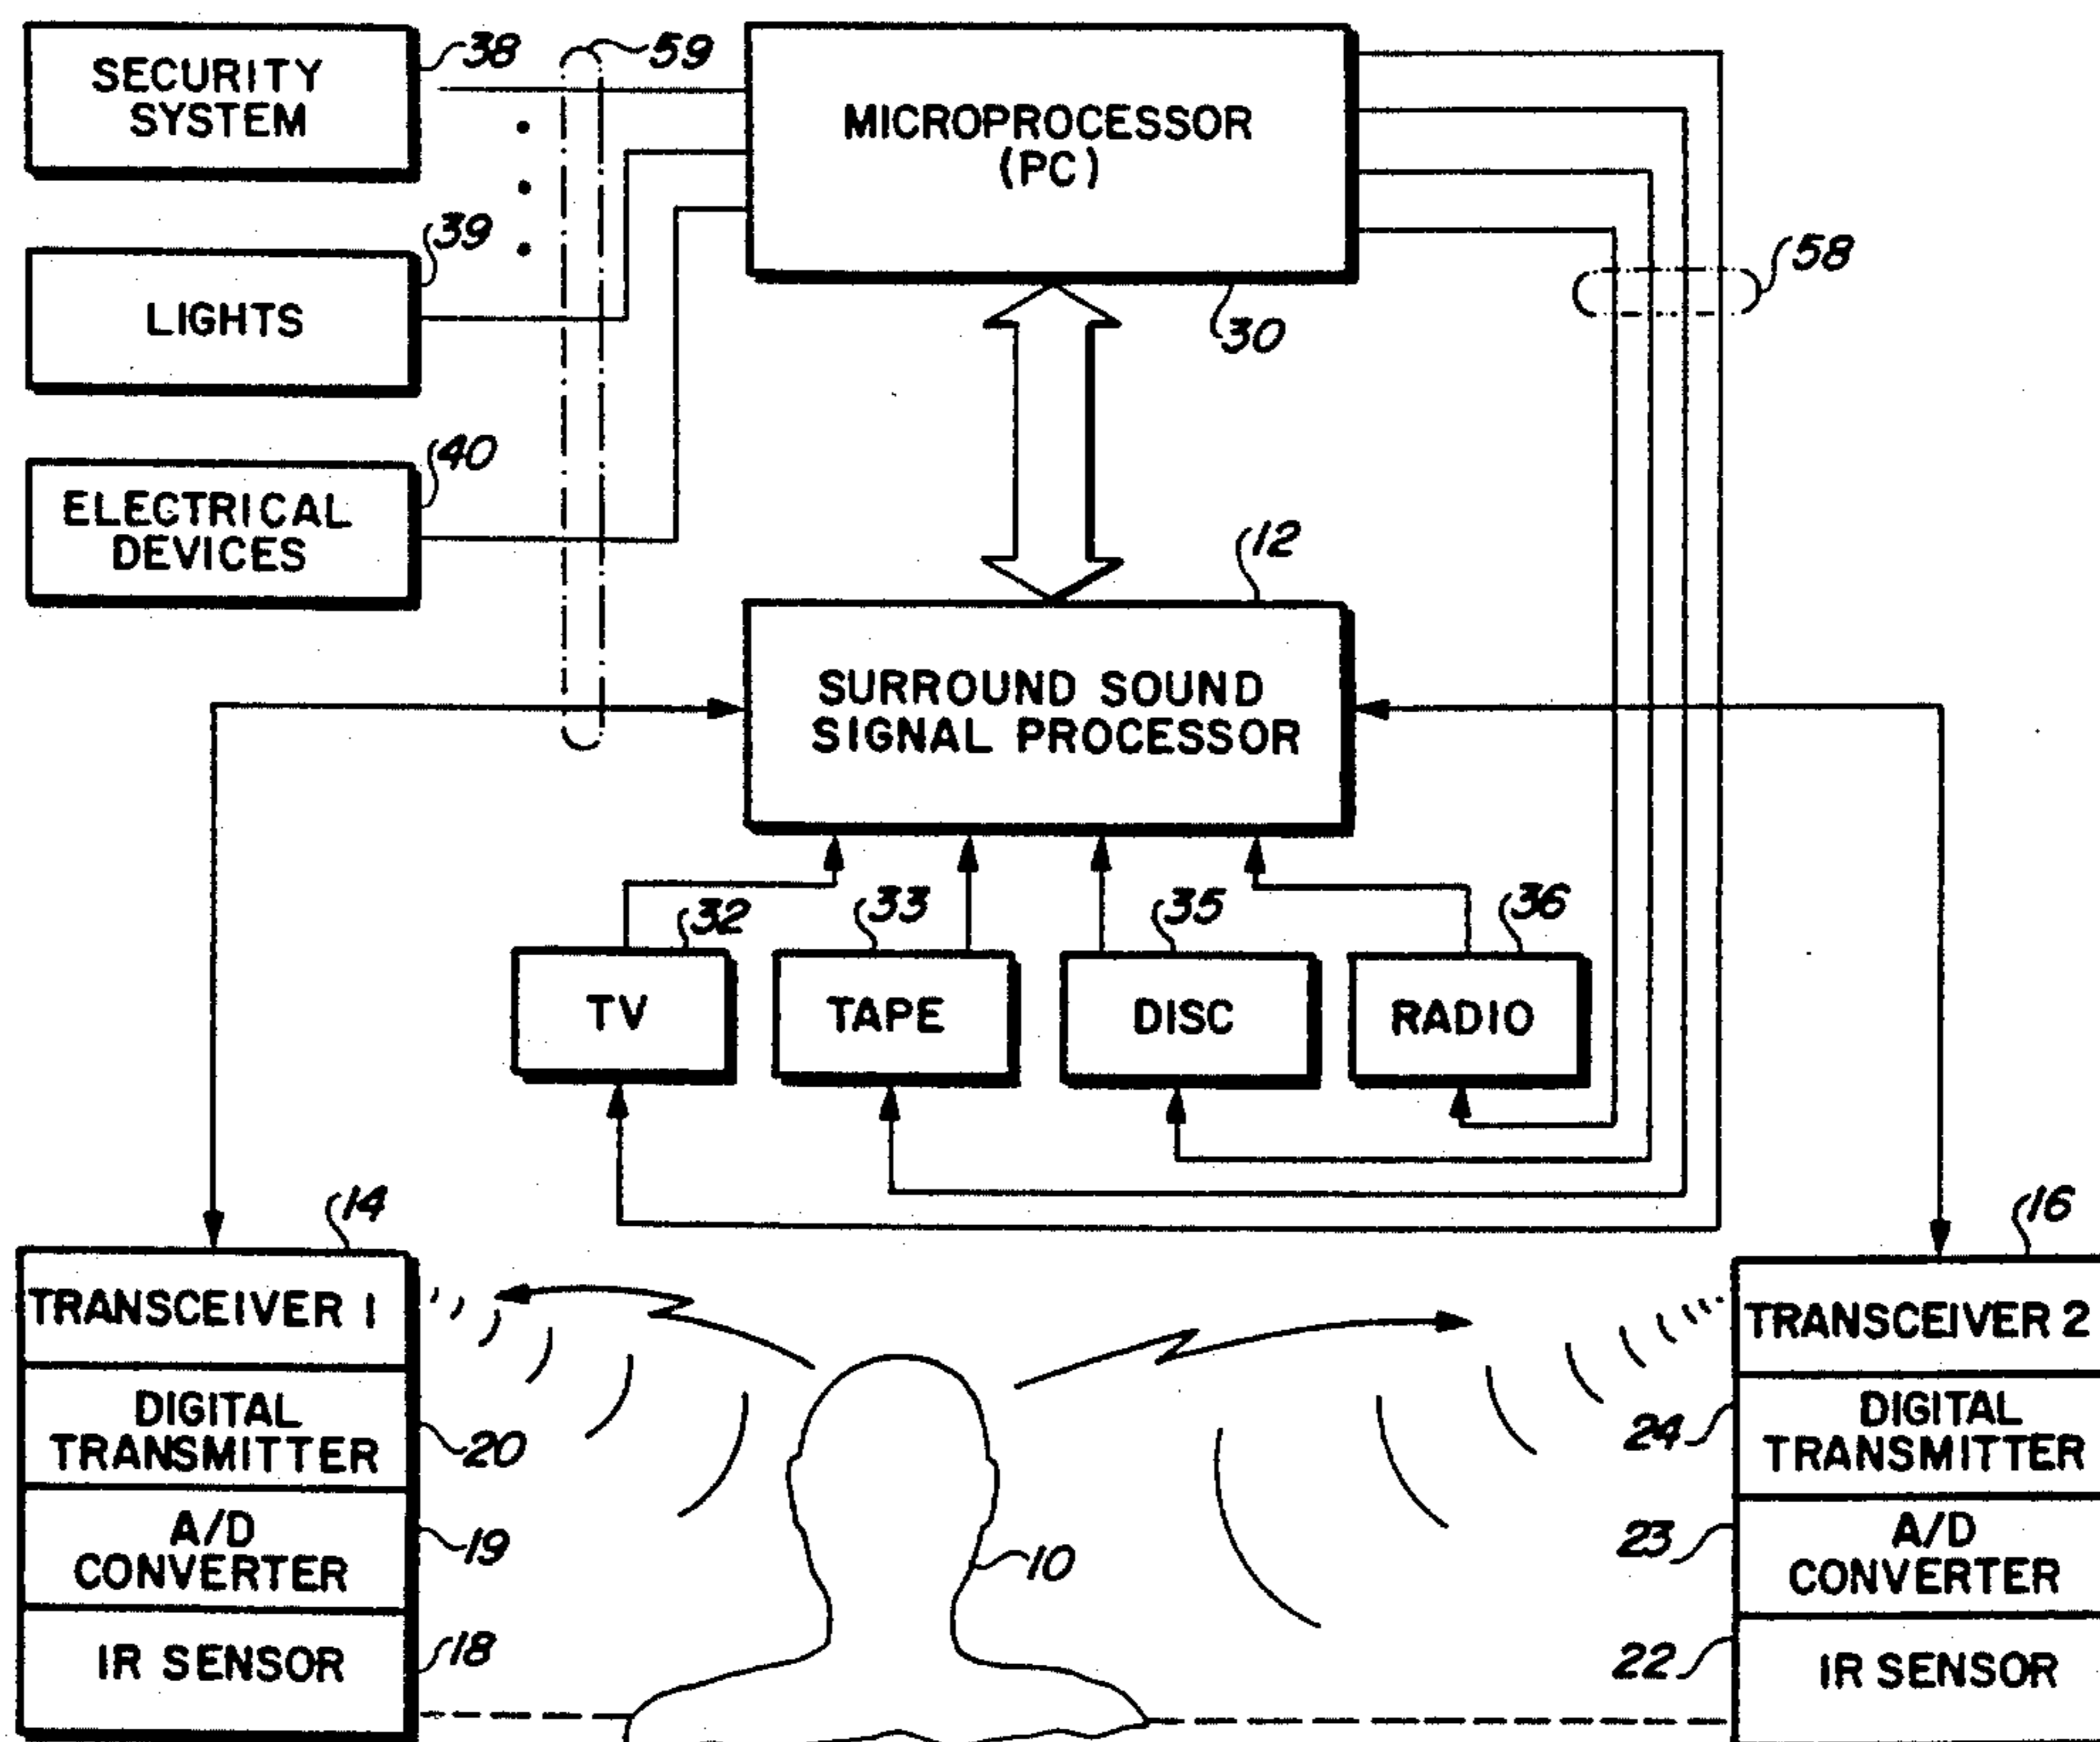 SECURITY
SYSTEM
38
59
MICROPROCESSOR
(PC)
30
58
LIGHTS
39
ELECTRICAL
DEVICES
40
12
SURROUND SOUND
SIGNAL PROCESSOR
32
33
35
36
TV
TAPE
DISC
RADIO
14
16
TRANSCEIVER 1
DIGITAL
TRANSMITTER
20
A/D
CONVERTER
19
IR SENSOR
18
10
TRANSCEIVER 2
24
DIGITAL
TRANSMITTER
23
A/D
CONVERTER
22
IR SENSOR